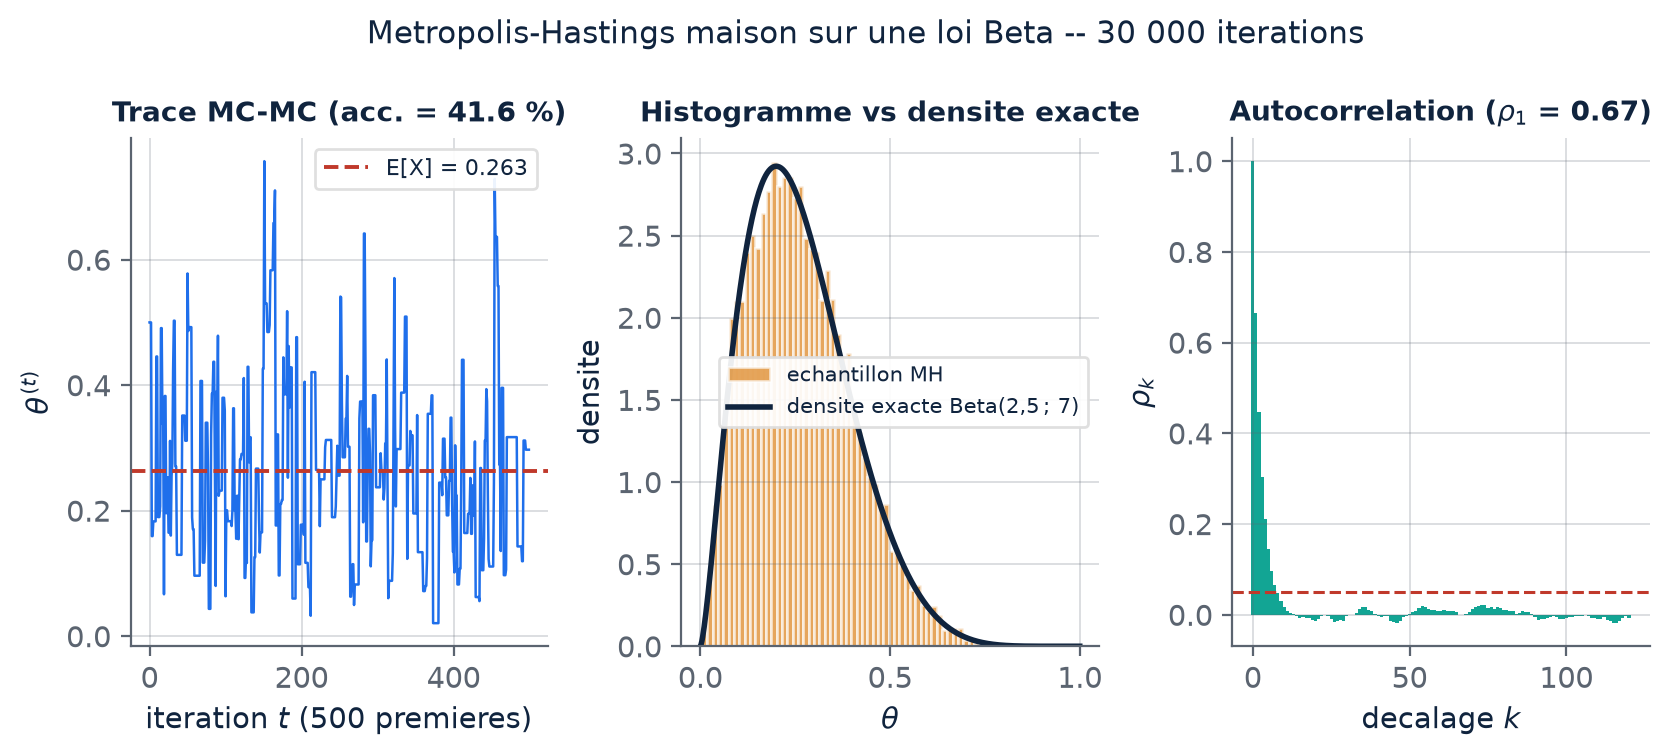 Metropolis-Hastings maison sur une loi Beta -- 30 000 iterations
Trace MC-MC (acc. = 41.6 %)
E[X] = 0.263
0.6
0.4
0.2
0.0
θ^(t)
0 200 400
iteration t (500 premieres)
Histogramme vs densite exacte
3.0
2.5
2.0
1.5
1.0
0.5
0.0
densite
echantillon MH
densite exacte Beta(2,5 ; 7)
0.0 0.5 1.0
θ
Autocorrelation (ρ₁ = 0.67)
1.0
0.8
0.6
0.4
0.2
0.0
ρₖ
0 50 100
decalage k